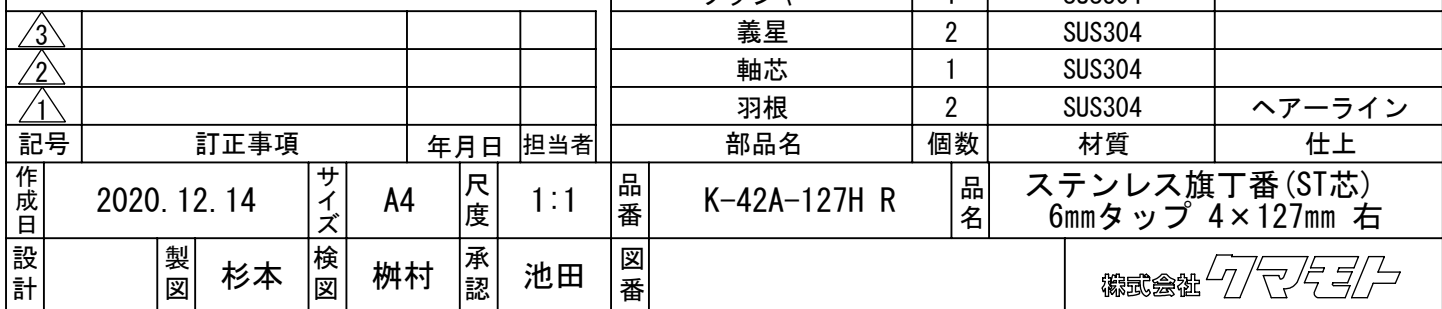 3
義星 2 SUS304
2
軸芯 1 SUS304
1
羽根 2 SUS304 ヘアーライン
記号 訂正事項 年月日 担当者 部品名 個数 材質 仕上
作成日 2020.12.14 サイズ A4 尺度 1:1 品番 K-42A-127H R 品名 ステンレス旗丁番(ST芯)
6mmタップ 4×127mm 右
設計 製図 杉本 検図 桝村 承認 池田 図番 株式会社クマモト